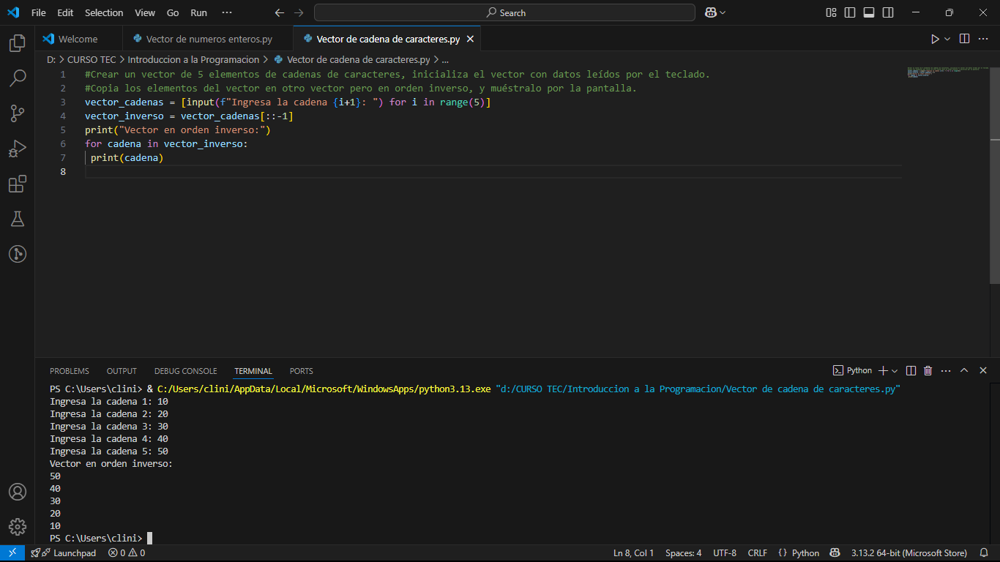 File Edit Selection View Go Run ··· Search
Welcome Vector de numeros enteros.py Vector de cadena de caracteres.py
D: > CURSO TEC > Introduccion a la Programacion > Vector de cadena de caracteres.py > ...
1 #Crear un vector de 5 elementos de cadenas de caracteres, inicializa el vector con datos leídos por el teclado.
2 #Copia los elementos del vector en otro vector pero en orden inverso, y muéstralo por la pantalla.
3 vector_cadenas = [input(f"Ingresa la cadena {i+1}: ") for i in range(5)]
4 vector_inverso = vector_cadenas[::-1]
5 print("Vector en orden inverso:")
6 for cadena in vector_inverso:
7 print(cadena)
8
PROBLEMS OUTPUT DEBUG CONSOLE TERMINAL PORTS Python
PS C:\Users\clini> & C:/Users/clini/AppData/Local/Microsoft/WindowsApps/python3.13.exe "d:/CURSO TEC/Introduccion a la Programacion/Vector de cadena de caracteres.py"
Ingresa la cadena 1: 10
Ingresa la cadena 2: 20
Ingresa la cadena 3: 30
Ingresa la cadena 4: 40
Ingresa la cadena 5: 50
Vector en orden inverso:
50
40
30
20
10
PS C:\Users\clini>
Launchpad 0 0 Ln 8, Col 1 Spaces: 4 UTF-8 CRLF { } Python 3.13.2 64-bit (Microsoft Store)